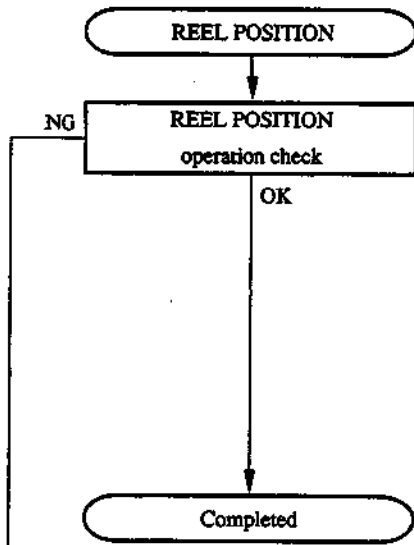 REEL POSITION
NG
REEL POSITION
operation check
OK
Completed